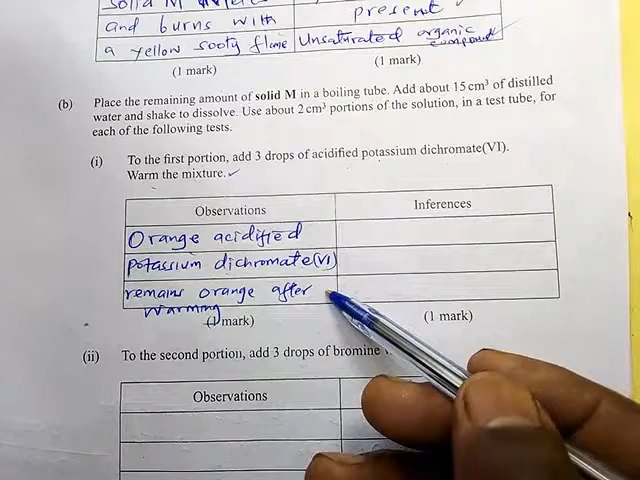 Solid M
present ✓
and burns with
a yellow sooty flame
Unsaturated organic
compound ✓
(1 mark)
(1 mark)
(b) Place the remaining amount of solid M in a boiling tube. Add about 15 cm³ of distilled
water and shake to dissolve. Use about 2 cm³ portions of the solution, in a test tube, for
each of the following tests.
(i) To the first portion, add 3 drops of acidified potassium dichromate(VI).
Warm the mixture. ✓
Observations Inferences
Orange acidified
potassium dichromate(VI)
remains orange after
warming
(1 mark) (1 mark)
(ii) To the second portion, add 3 drops of bromine
Observations